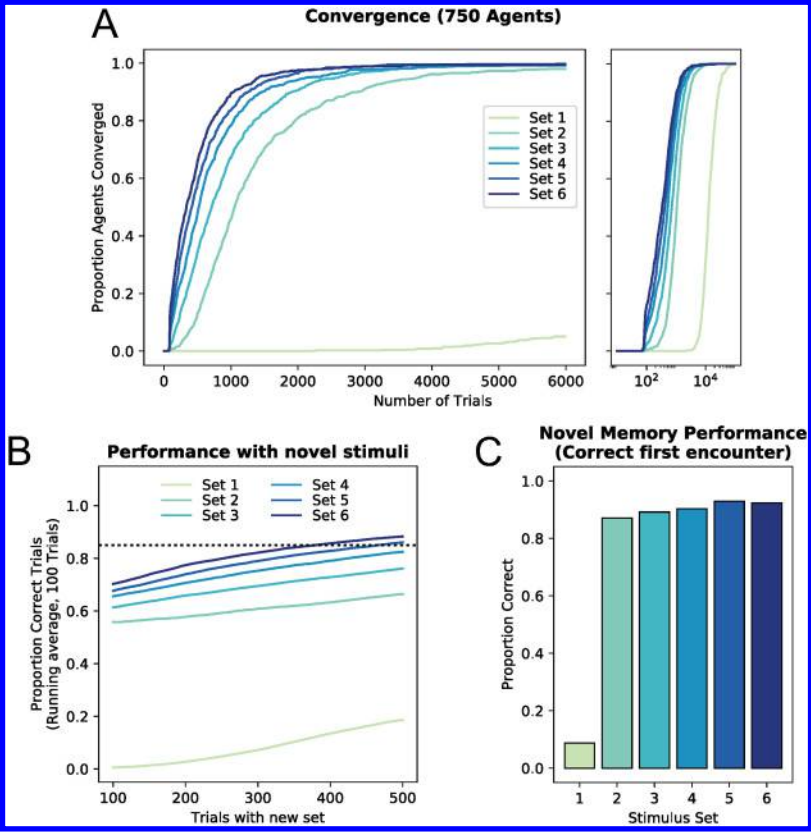 A
Convergence (750 Agents)
Proportion Agents Converged
1.0
0.8
0.6
0.4
0.2
0.0
Set 1
Set 2
Set 3
Set 4
Set 5
Set 6
0 1000 2000 3000 4000 5000 6000
10² 10⁴
Number of Trials
B
Performance with novel stimuli
Proportion Correct Trials
(Running average, 100 Trials)
Set 1 Set 4
Set 2 Set 5
Set 3 Set 6
1.0
0.8
0.6
0.4
0.2
0.0
100 200 300 400 500
Trials with new set
C
Novel Memory Performance
(Correct first encounter)
Proportion Correct
1.0
0.8
0.6
0.4
0.2
0.0
1 2 3 4 5 6
Stimulus Set